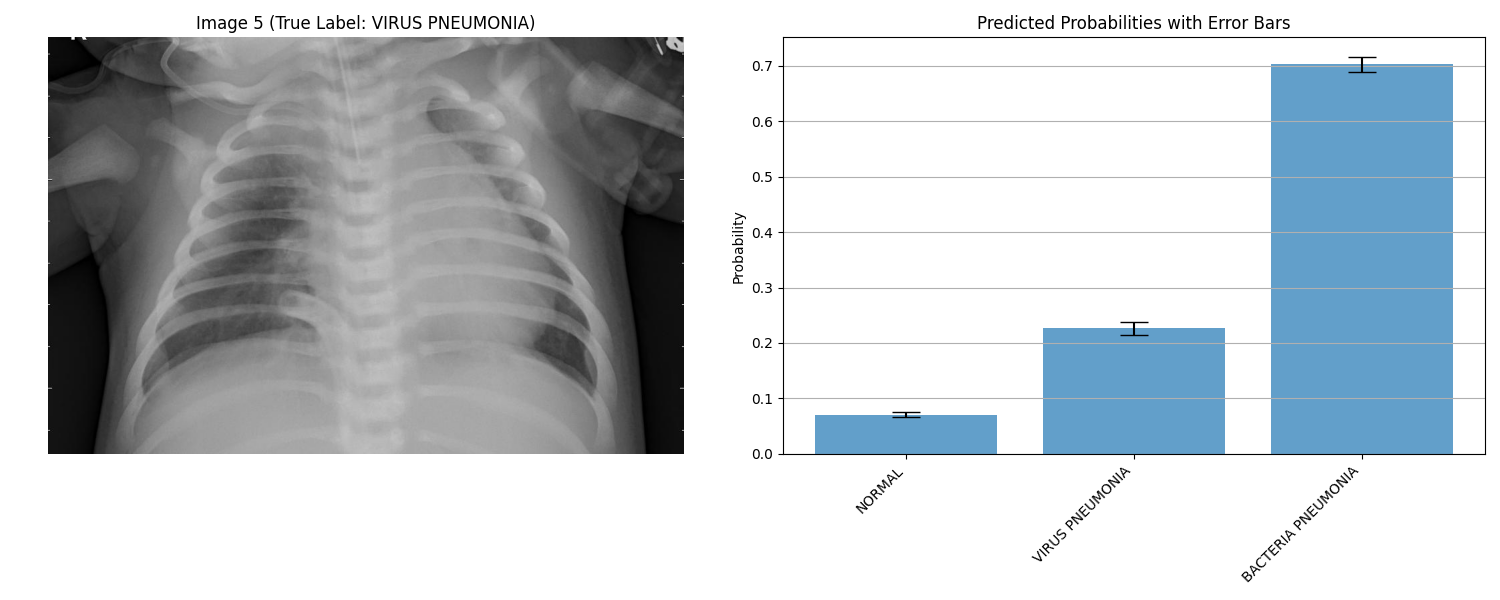 Image 5 (True Label: VIRUS PNEUMONIA)
R
Predicted Probabilities with Error Bars
Probability
0.7
0.6
0.5
0.4
0.3
0.2
0.1
0.0
NORMAL
VIRUS PNEUMONIA
BACTERIA PNEUMONIA